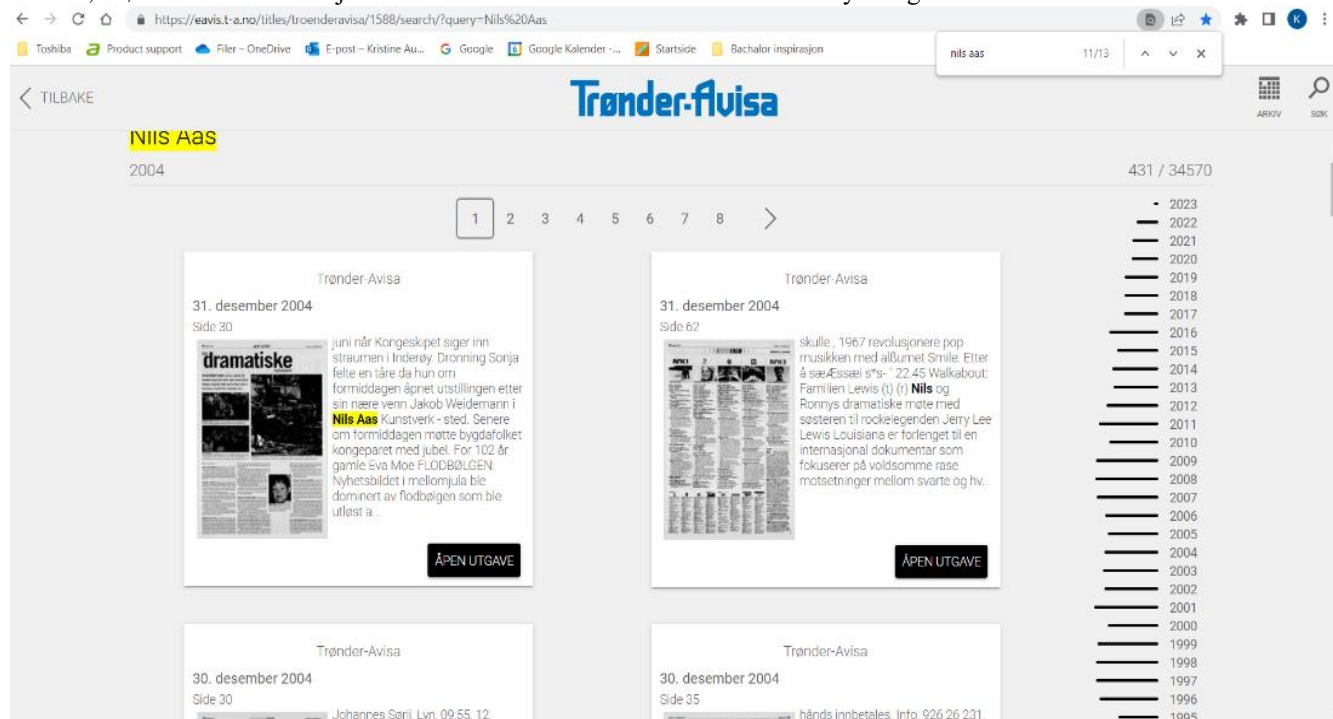 https://eavis.t-a.no/titles/troenderavisa/1588/search/?query=Nils%20Aas
Toshiba Product support Filer – OneDrive E-post – Kristine Au... Google Google Kalender -... Startside Bachalor inspirasjon
nils aas 11/13
TILBAKE
Trønder-Avisa
ARKIV SØK
Nils Aas
2004 431 / 34570
1 2 3 4 5 6 7 8
Trønder-Avisa
31. desember 2004
Side 30
dramatiske
juni når Kongeskipet siger inn
straumen i Inderøy. Dronning Sonja
felte en tåre da hun om
formiddagen åpnet utstillingen etter
sin nære venn Jakob Weidemann i
Nils Aas Kunstverk - sted. Senere
om formiddagen møtte bygdafolket
kongeparet med jubel. For 102 år
gamle Eva Moe FLODBØLGEN:
Nyhetsbildet i mellomjula ble
dominert av flodbølgen som ble
utløst a...
ÅPEN UTGAVE
Trønder-Avisa
31. desember 2004
Side 62
skulle , 1967 revolusjonere pop
musikken med alßumet Smile. Etter
å sæÆssæi s*s- " 22.45 Walkabout:
Familien Lewis (t) (r) Nils og
Ronnys dramatiske møte med
søsteren til rockelegenden Jerry Lee
Lewis Louisiana er forlenget til en
internasjonal dokumentar som
fokuserer på voldsomme rase
motsetninger mellom svarte og hv...
ÅPEN UTGAVE
Trønder-Avisa
30. desember 2004
Side 30
Johannes Sørli, Lyn, 09.55, 12.
Trønder-Avisa
30. desember 2004
Side 35
hånds innbetales. Info: 926 26 231.
2023
2022
2021
2020
2019
2018
2017
2016
2015
2014
2013
2012
2011
2010
2009
2008
2007
2006
2005
2004
2003
2002
2001
2000
1999
1998
1997
1996
1995